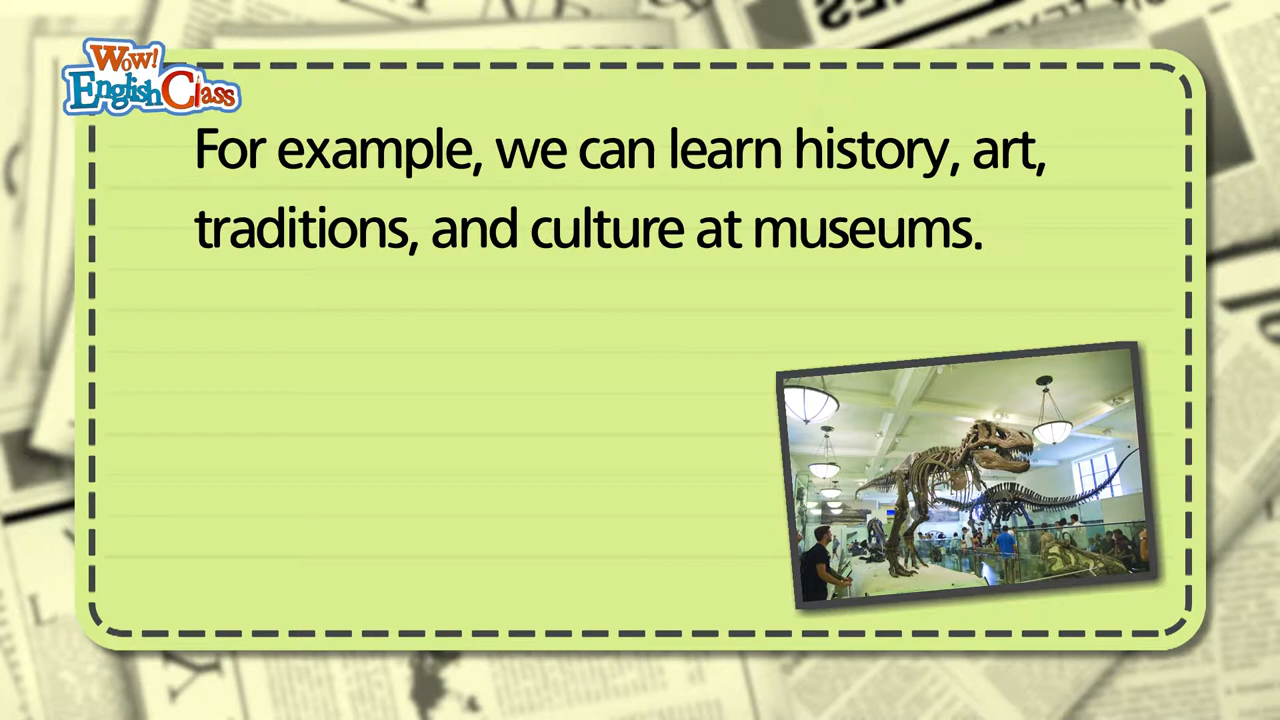 Wow!
English Class
For example, we can learn history, art,
traditions, and culture at museums.